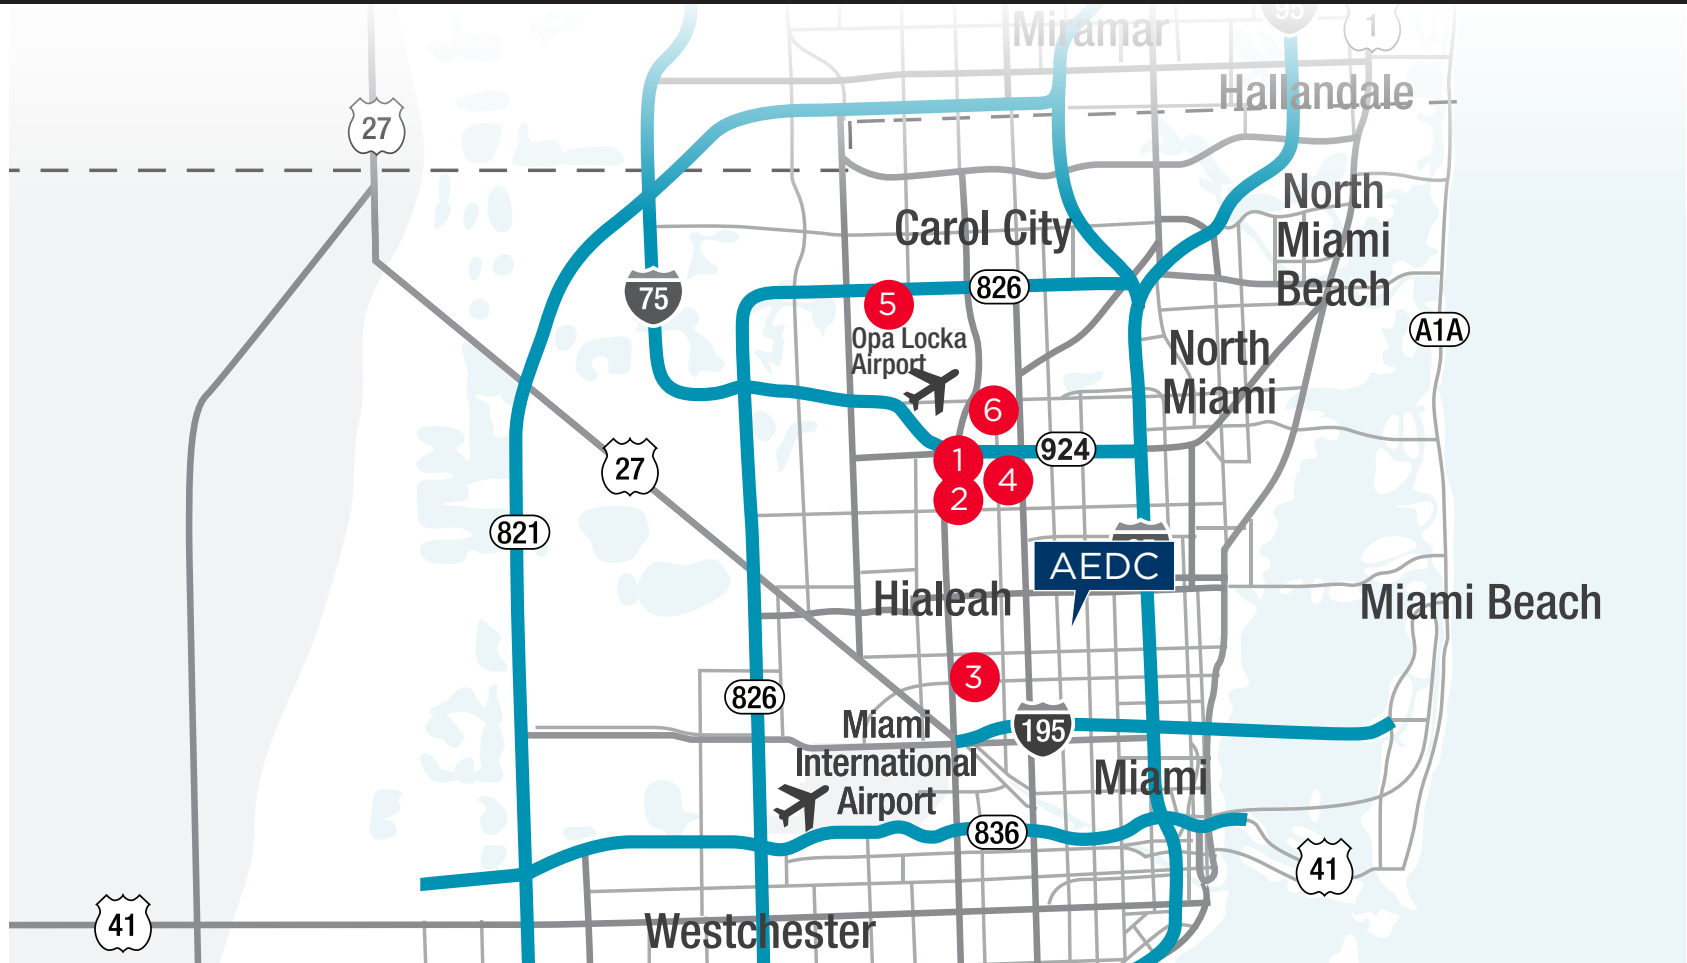 Miramar
95
1
Hallandale
27
North
Miami
Beach
Carol City
75
826
5
Opa Locka
Airport
A1A
North
Miami
6
924
1
4
2
27
821
AEDC
Hialeah
Miami Beach
3
826
Miami
International
Airport
195
Miami
836
41
41
Westchester